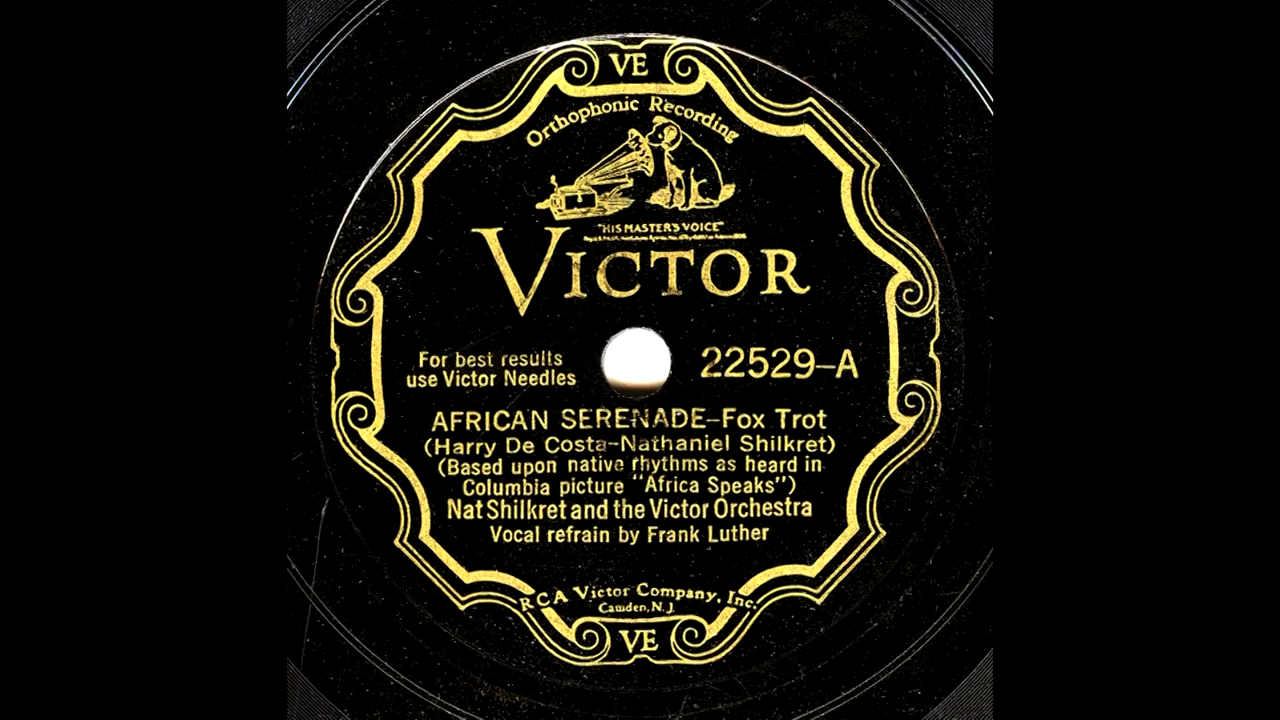 VE
Orthophonic Recording
"HIS MASTER'S VOICE"
VICTOR
For best results
use Victor Needles
22529-A
AFRICAN SERENADE-Fox Trot
(Harry De Costa-Nathaniel Shilkret)
(Based upon native rhythms as heard in
Columbia picture "Africa Speaks")
Nat Shilkret and the Victor Orchestra
Vocal refrain by Frank Luther
RCA Victor Company, Inc.
Camden, N. J.
VE